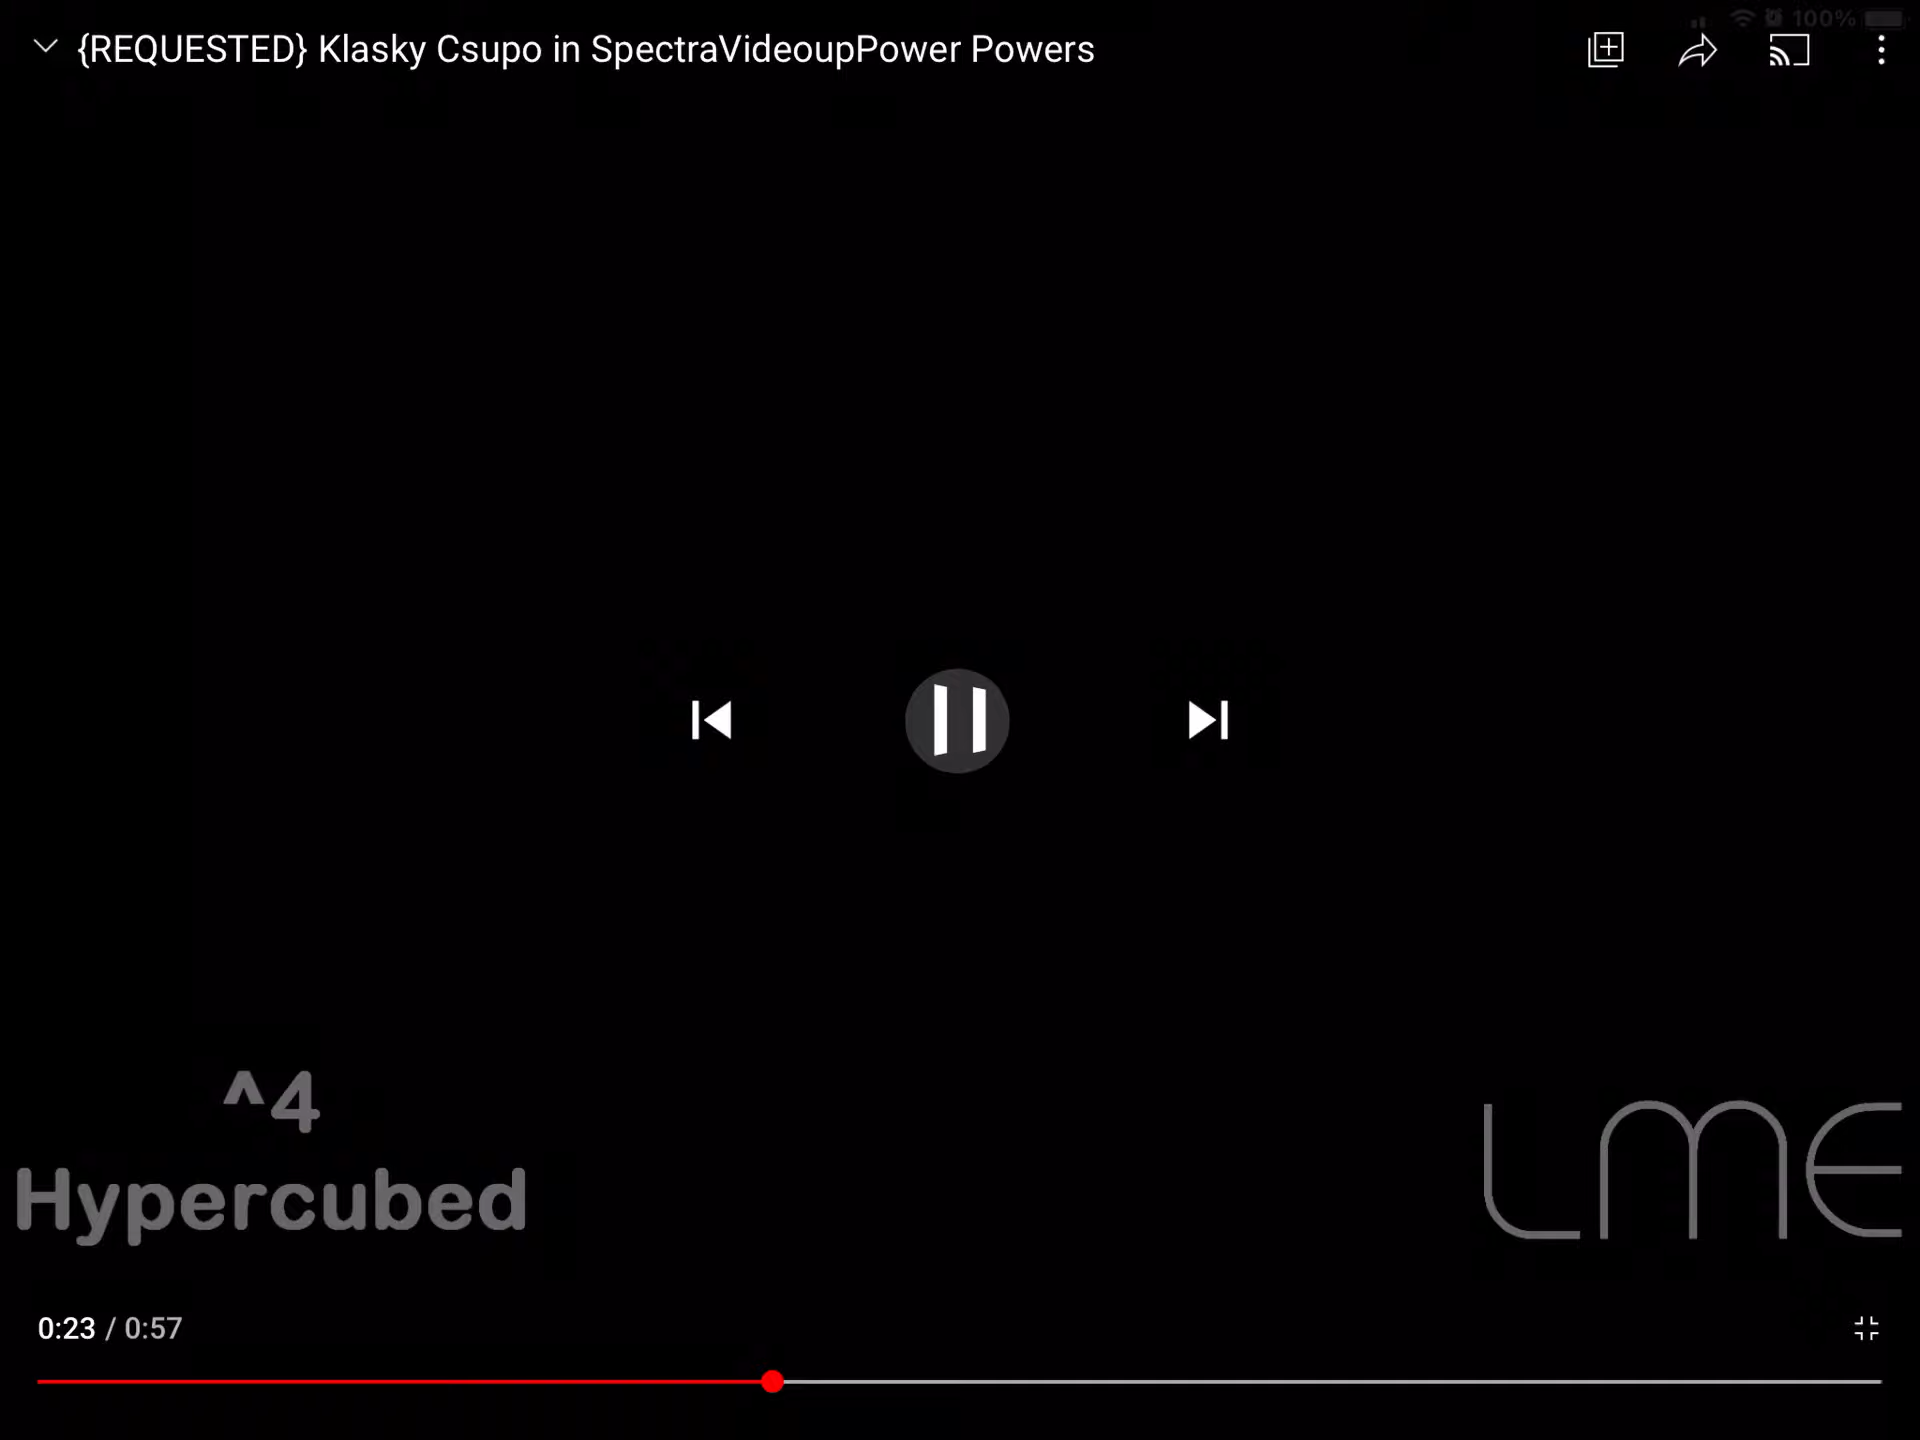 100%
{REQUESTED} Klasky Csupo in SpectraVideoupPower Powers
^4
Hypercubed
LME
0:23 / 0:57